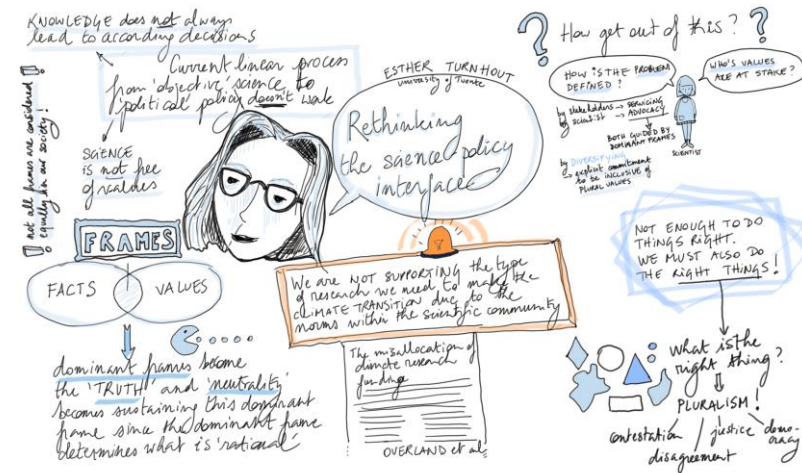 KNOWLEDGE does not always
lead to according decisions
Current linear process
from 'objective' science to
'political' policy doesn't work
not all frames are considered
equally in our society!
SCIENCE
is not free
of values
FRAMES
FACTS
VALUES
dominant frames become
the 'TRUTH' and 'neutrality'
becomes sustaining this dominant
frame since the dominant frame
determines what is 'rational'
ESTHER TURNHOUT
University of Twente
Rethinking
the science-policy
interface
We are NOT SUPPORTING the type
of research we need to make the
CLIMATE TRANSITION due to the
norms within the scientific community
The misallocation of
climate research
funding
OVERLAND et al
? How get out of this? ?
HOW IS THE PROBLEM
DEFINED?
WHO'S VALUES
ARE AT STAKE?
by stakeholders → SERVICING
by scientist → ADVOCACY
BOTH GUIDED BY
DOMINANT FRAMES
SCIENTIST
by DIVERSIFYING
explicit commitment
to be inclusive of
PLURAL VALUES
NOT ENOUGH TO DO
THINGS RIGHT.
WE MUST ALSO DO
THE RIGHT THINGS!
What is the
right thing?
PLURALISM!
contestation / justice democracy
disagreement